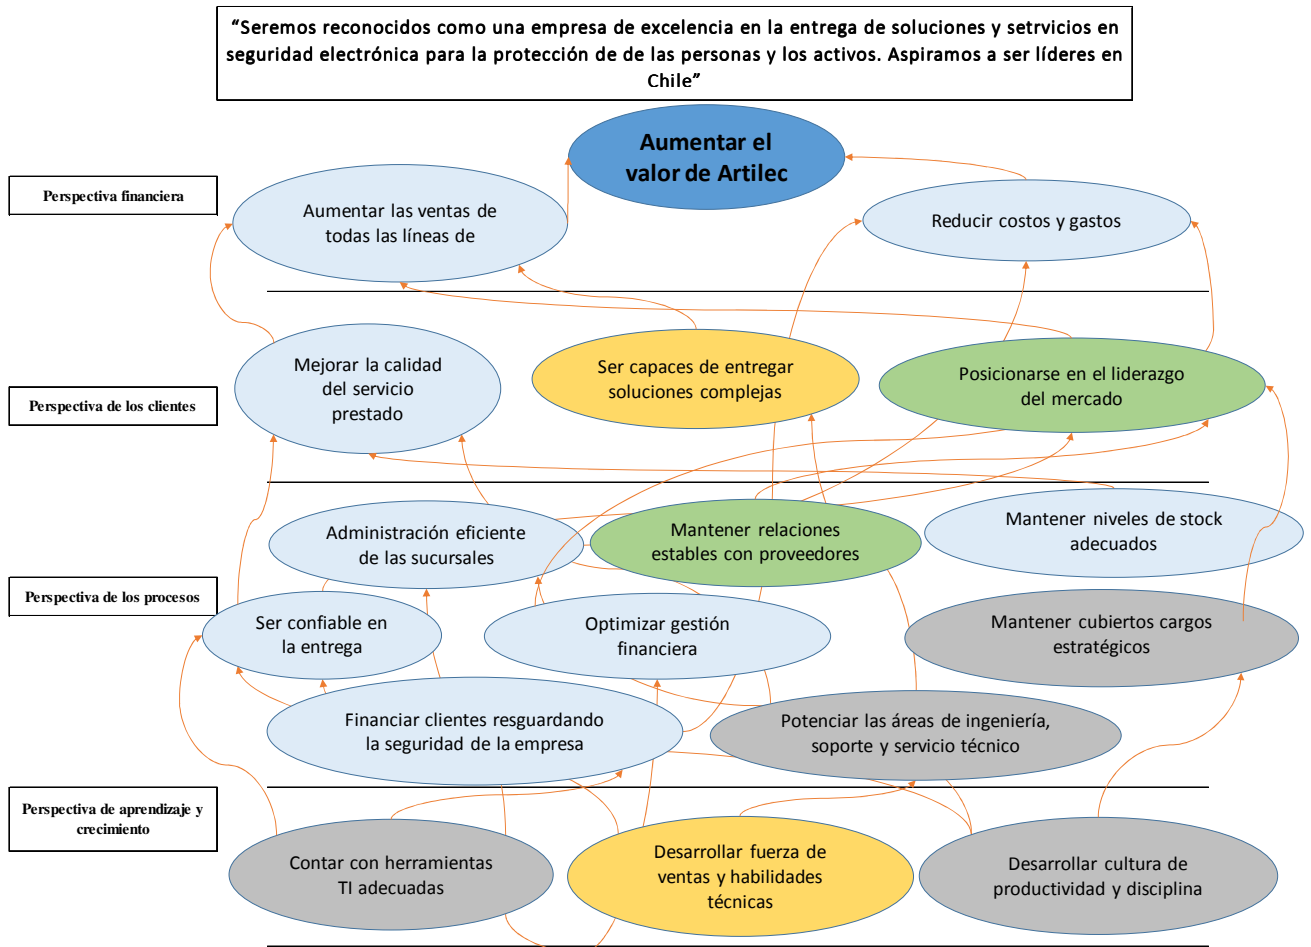 “Seremos reconocidos como una empresa de excelencia en la entrega de soluciones y setrvicios en
seguridad electrónica para la protección de de las personas y los activos. Aspiramos a ser líderes en
Chile”
Aumentar el
valor de Artilec
Perspectiva financiera
Aumentar las ventas de
todas las líneas de
Reducir costos y gastos
Perspectiva de los clientes
Mejorar la calidad
del servicio
prestado
Ser capaces de entregar
soluciones complejas
Posicionarse en el liderazgo
del mercado
Administración eficiente
de las sucursales
Mantener relaciones
estables con proveedores
Mantener niveles de stock
adecuados
Perspectiva de los procesos
Ser confiable en
la entrega
Optimizar gestión
financiera
Mantener cubiertos cargos
estratégicos
Financiar clientes resguardando
la seguridad de la empresa
Potenciar las áreas de ingeniería,
soporte y servicio técnico
Perspectiva de aprendizaje y
crecimiento
Contar con herramientas
TI adecuadas
Desarrollar fuerza de
ventas y habilidades
técnicas
Desarrollar cultura de
productividad y disciplina